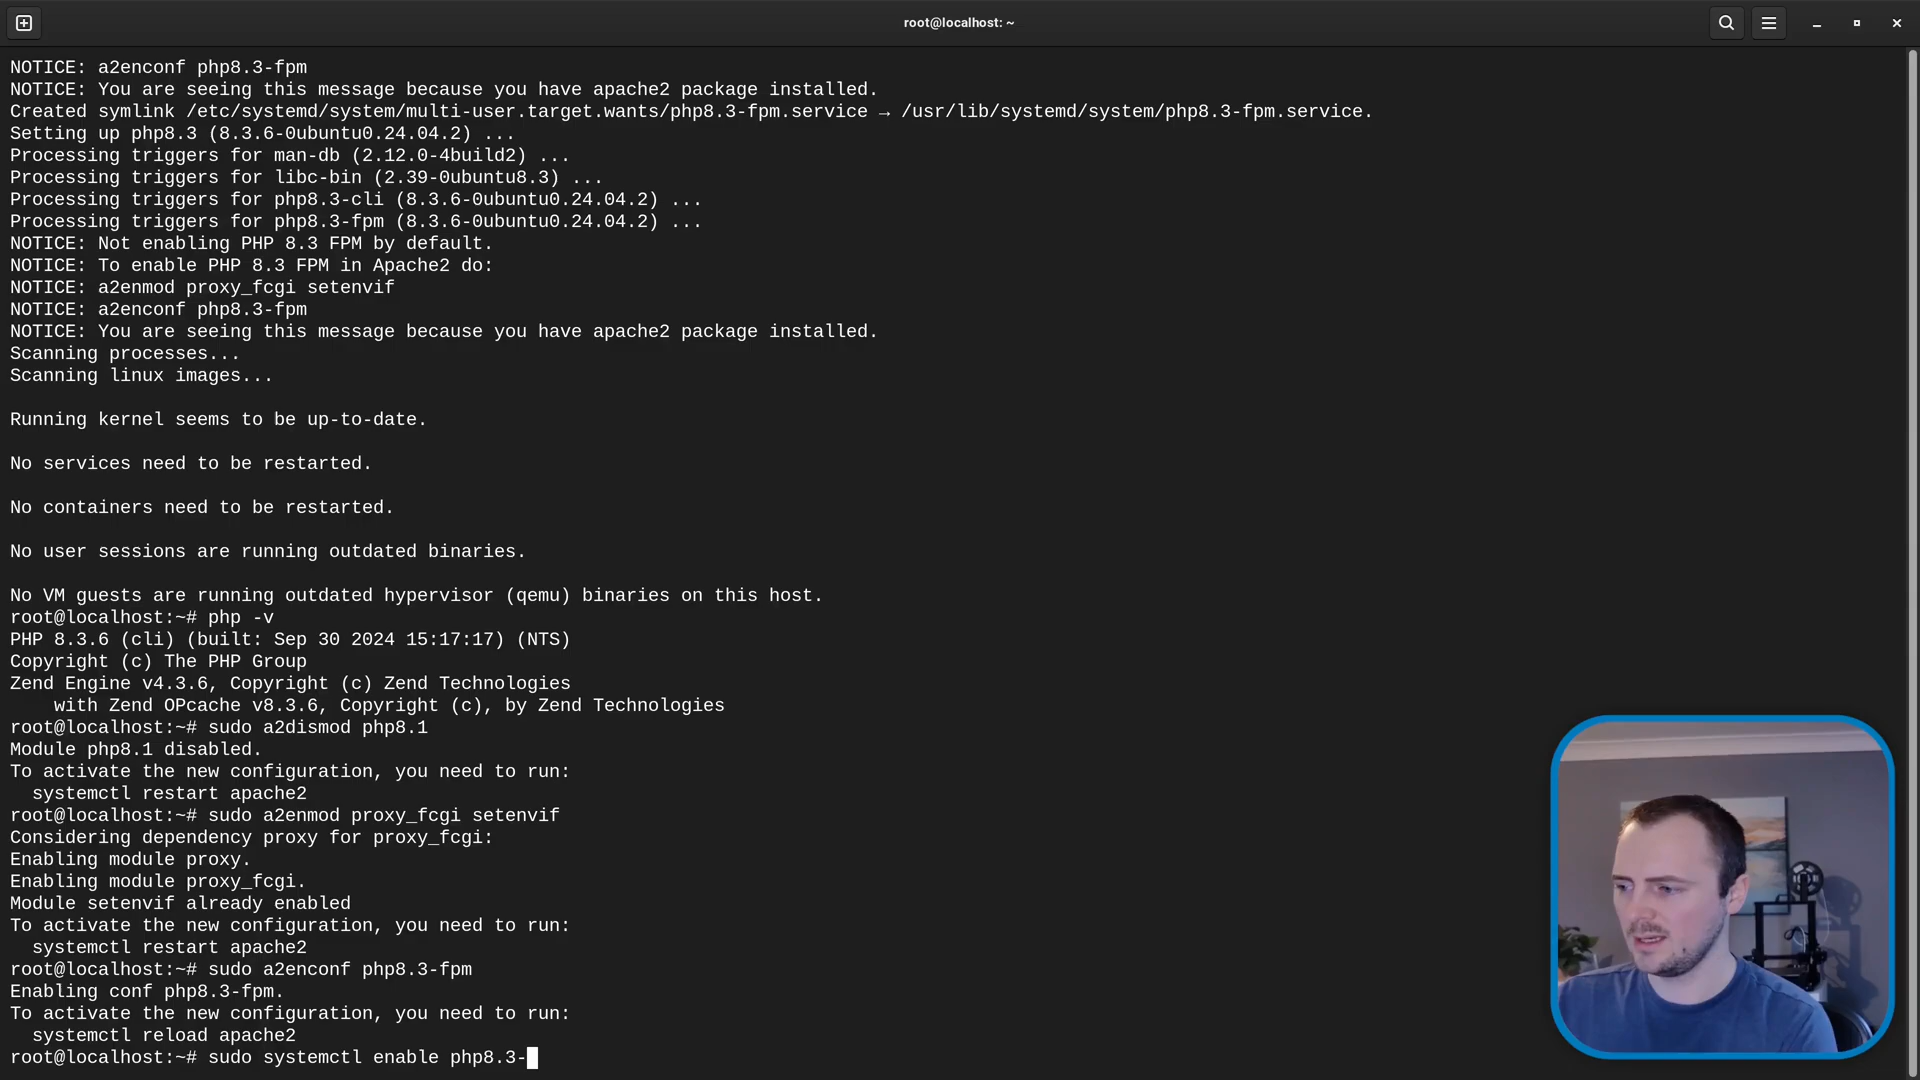 root@localhost: ~
NOTICE: a2enconf php8.3-fpm
NOTICE: You are seeing this message because you have apache2 package installed.
Created symlink /etc/systemd/system/multi-user.target.wants/php8.3-fpm.service → /usr/lib/systemd/system/php8.3-fpm.service.
Setting up php8.3 (8.3.6-0ubuntu0.24.04.2) ...
Processing triggers for man-db (2.12.0-4build2) ...
Processing triggers for libc-bin (2.39-0ubuntu8.3) ...
Processing triggers for php8.3-cli (8.3.6-0ubuntu0.24.04.2) ...
Processing triggers for php8.3-fpm (8.3.6-0ubuntu0.24.04.2) ...
NOTICE: Not enabling PHP 8.3 FPM by default.
NOTICE: To enable PHP 8.3 FPM in Apache2 do:
NOTICE: a2enmod proxy_fcgi setenvif
NOTICE: a2enconf php8.3-fpm
NOTICE: You are seeing this message because you have apache2 package installed.
Scanning processes...
Scanning linux images...
Running kernel seems to be up-to-date.
No services need to be restarted.
No containers need to be restarted.
No user sessions are running outdated binaries.
No VM guests are running outdated hypervisor (qemu) binaries on this host.
root@localhost:~# php -v
PHP 8.3.6 (cli) (built: Sep 30 2024 15:17:17) (NTS)
Copyright (c) The PHP Group
Zend Engine v4.3.6, Copyright (c) Zend Technologies
    with Zend OPcache v8.3.6, Copyright (c), by Zend Technologies
root@localhost:~# sudo a2dismod php8.1
Module php8.1 disabled.
To activate the new configuration, you need to run:
  systemctl restart apache2
root@localhost:~# sudo a2enmod proxy_fcgi setenvif
Considering dependency proxy for proxy_fcgi:
Enabling module proxy.
Enabling module proxy_fcgi.
Module setenvif already enabled
To activate the new configuration, you need to run:
  systemctl restart apache2
root@localhost:~# sudo a2enconf php8.3-fpm
Enabling conf php8.3-fpm.
To activate the new configuration, you need to run:
  systemctl reload apache2
root@localhost:~# sudo systemctl enable php8.3-